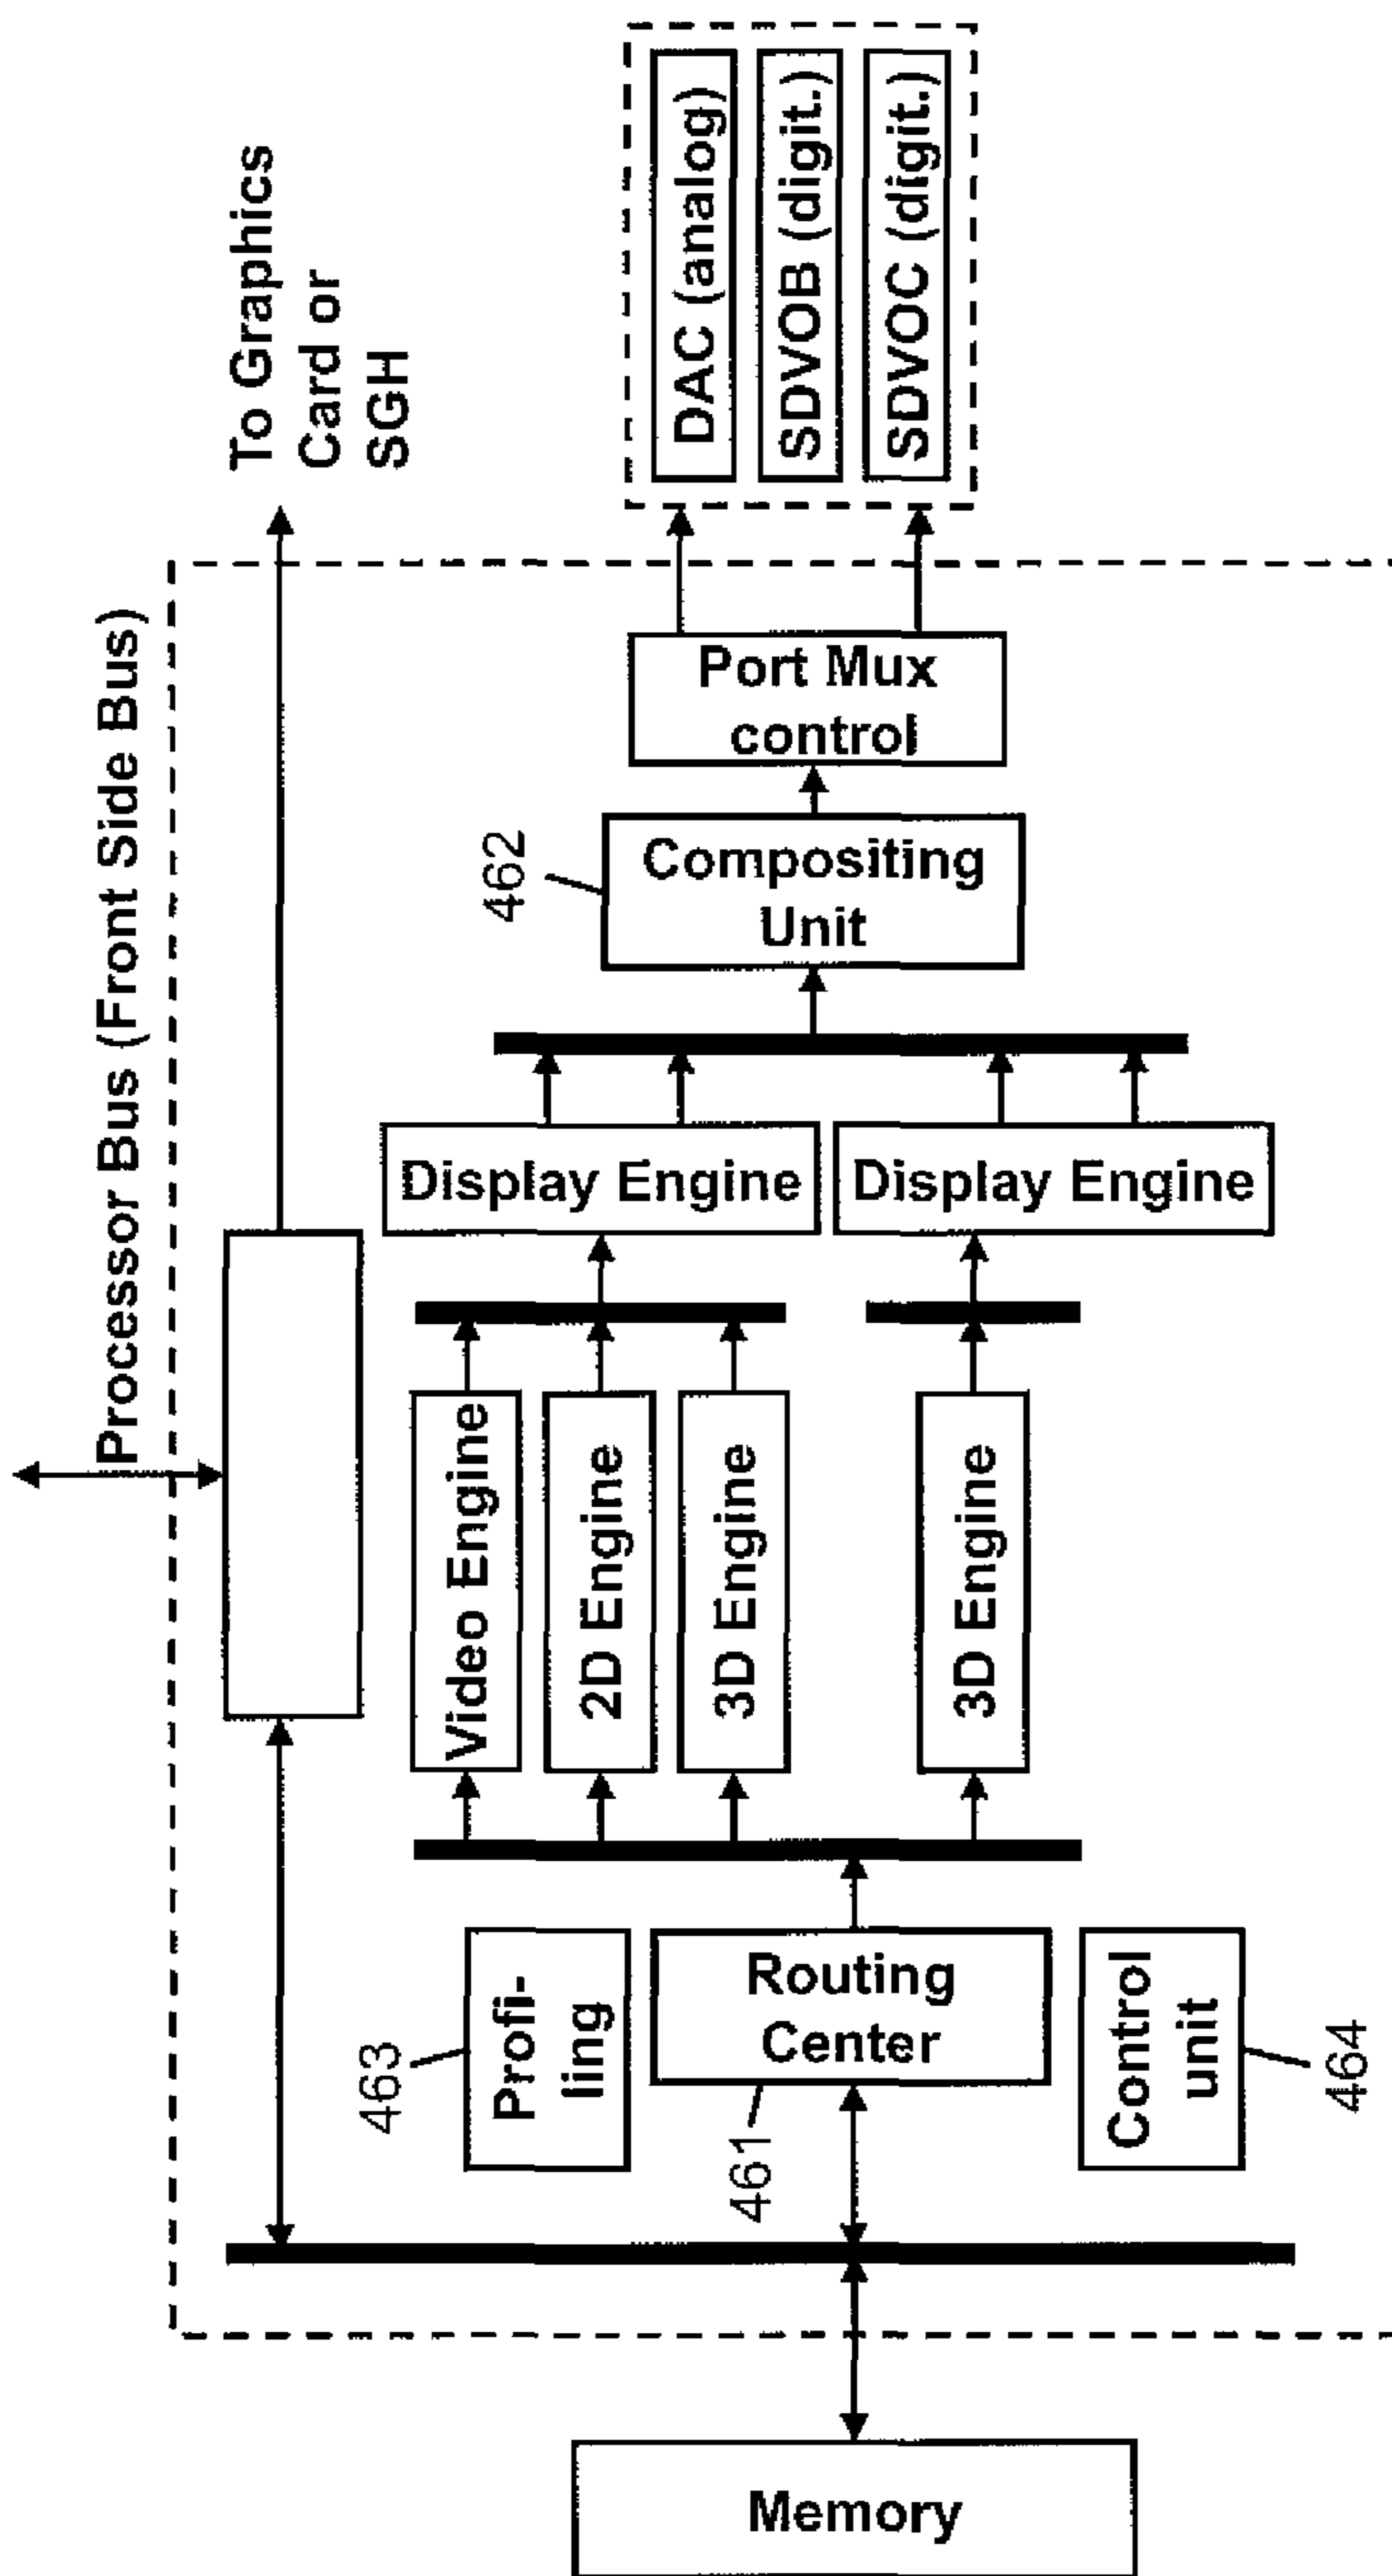 Processor Bus (Front Side Bus)
To Graphics
Card or
SGH
DAC (analog)
SDVOB (digit.)
SDVOC (digit.)
Port Mux
control
462
Compositing
Unit
Display Engine
Display Engine
Video Engine
2D Engine
3D Engine
3D Engine
463
Profi-
ling
Routing
Center
461
Control
unit
464
Memory